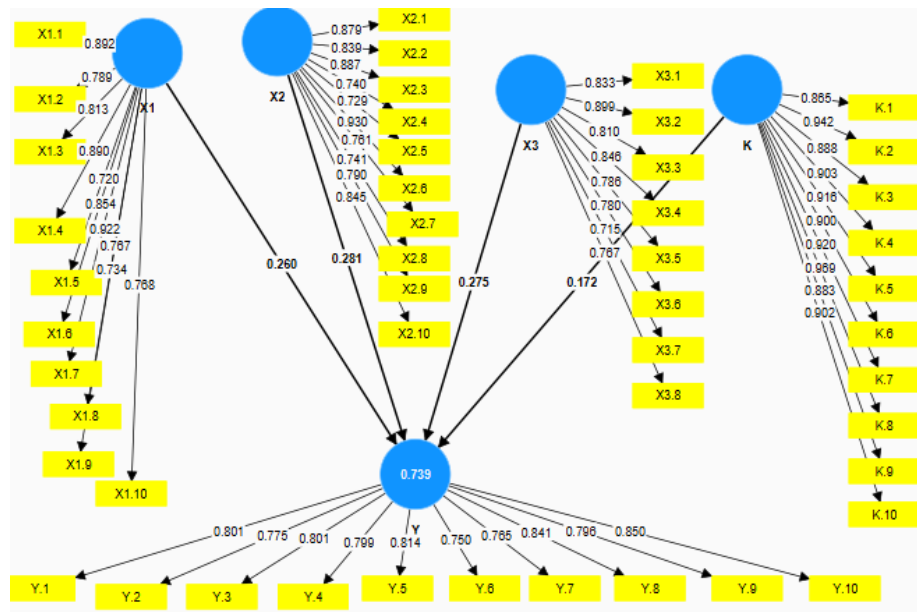 X1.1
0.892
0.789
X1.2
0.813
X1
X1.3
0.890
0.720
X1.4
0.854
0.922
0.767
X1.5
0.734
0.768
X1.6
X1.7
X1.8
X1.9
X1.10
0.260
X2
0.879
X2.1
0.839
X2.2
0.887
X2.3
0.740
0.729
X2.4
0.930
0.761
X2.5
0.741
0.790
X2.6
0.845
X2.7
X2.8
X2.9
X2.10
0.281
X3
0.833
X3.1
0.899
X3.2
0.810
X3.3
0.846
0.786
X3.4
0.780
0.715
X3.5
0.767
X3.6
X3.7
X3.8
0.275
K
0.865
K.1
0.942
K.2
0.888
K.3
0.903
0.916
K.4
0.900
0.920
K.5
0.969
0.883
K.6
0.902
K.7
K.8
K.9
K.10
0.172
0.739
Y
0.801
0.775
0.801
0.799
0.814
0.750
0.765
0.841
0.796
0.850
Y.1
Y.2
Y.3
Y.4
Y.5
Y.6
Y.7
Y.8
Y.9
Y.10